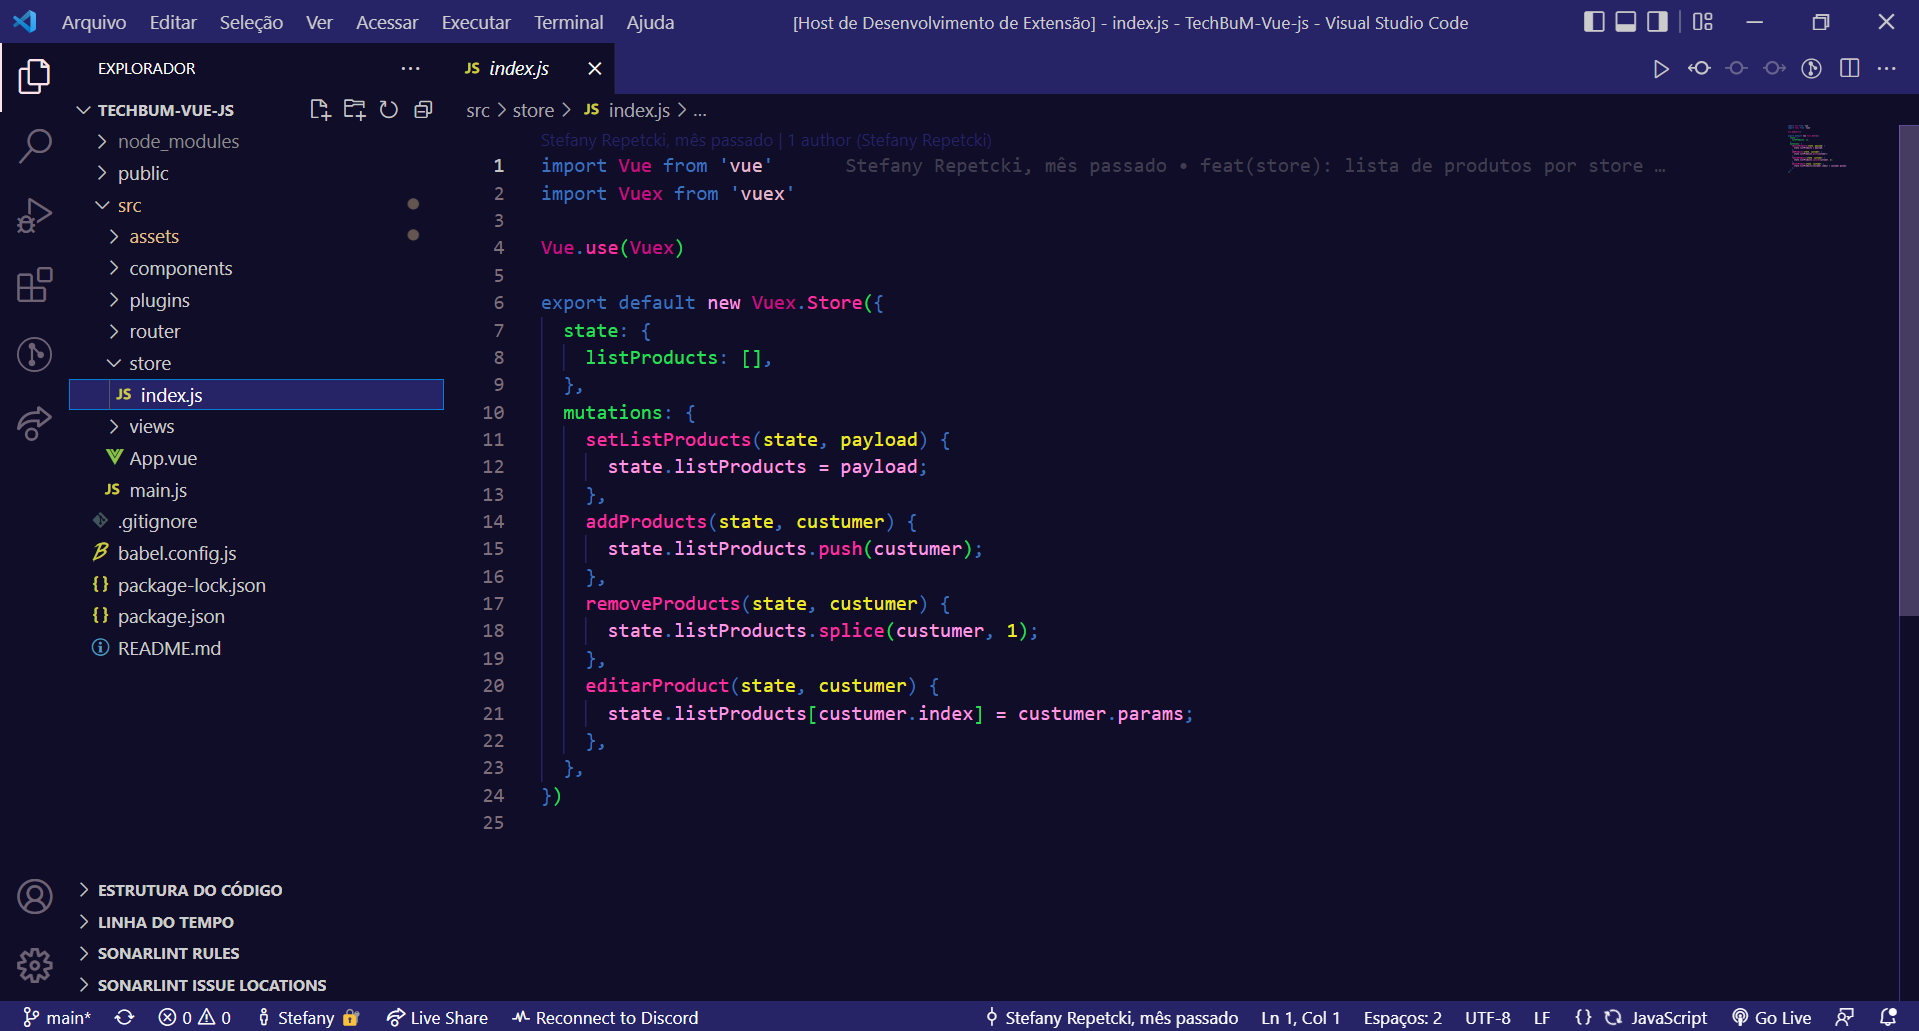 Arquivo Editar Seleção Ver Acessar Executar Terminal Ajuda
[Host de Desenvolvimento de Extensão] - index.js - TechBuM-Vue-js - Visual Studio Code
EXPLORADOR
TECHBUM-VUE-JS
node_modules
public
src
assets
components
plugins
router
store
JS index.js
views
App.vue
JS main.js
.gitignore
babel.config.js
{} package-lock.json
{} package.json
README.md
ESTRUTURA DO CÓDIGO
LINHA DO TEMPO
SONARLINT RULES
SONARLINT ISSUE LOCATIONS
JS index.js
src > store > JS index.js > ...
Stefany Repetcki, mês passado | 1 author (Stefany Repetcki)
1 import Vue from 'vue' Stefany Repetcki, mês passado • feat(store): lista de produtos por store …
2 import Vuex from 'vuex'
3
4 Vue.use(Vuex)
5
6 export default new Vuex.Store({
7 state: {
8 listProducts: [],
9 },
10 mutations: {
11 setListProducts(state, payload) {
12 state.listProducts = payload;
13 },
14 addProducts(state, custumer) {
15 state.listProducts.push(custumer);
16 },
17 removeProducts(state, custumer) {
18 state.listProducts.splice(custumer, 1);
19 },
20 editarProduct(state, custumer) {
21 state.listProducts[custumer.index] = custumer.params;
22 },
23 },
24 })
25
main* 0 0 Stefany Live Share Reconnect to Discord
Stefany Repetcki, mês passado Ln 1, Col 1 Espaços: 2 UTF-8 LF {} JavaScript Go Live